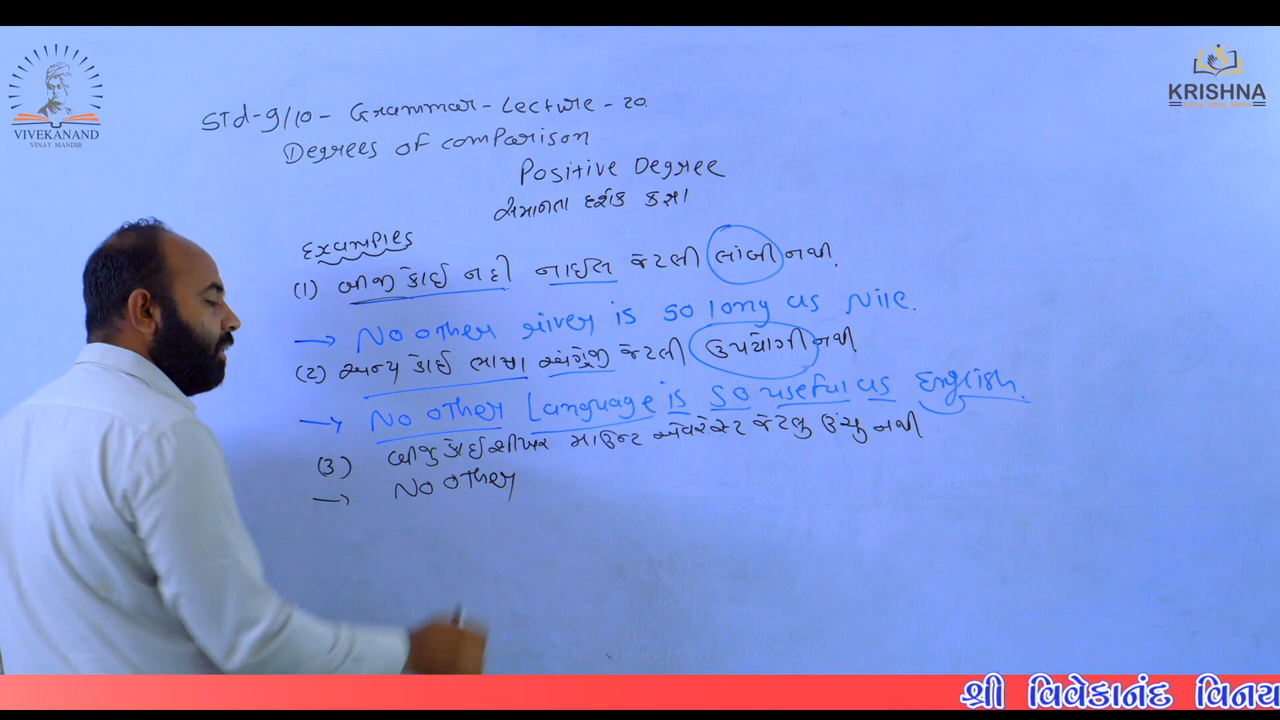 VIVEKANAND
VINAY MANDIR
KRISHNA
Std-9/10 - Grammar - Lecture - 20.
Degrees of comparison
Positive Degree
સમાનતા દર્શક કક્ષા
Examples
(1) બીજી કોઈ નદી નાઈલ જેટલી લાંબી નથી.
→ No other river is so long as Nile.
(2) અન્ય કોઈ ભાષા અંગ્રેજી જેટલી ઉપયોગી નથી
→ No other Language is so useful as English.
(3) બીજુ કોઈ શીખર માઉન્ટ એવરેસ્ટ જેટલુ ઉંચુ નથી
→ No other
શ્રી વિવેકાનંદ વિનય